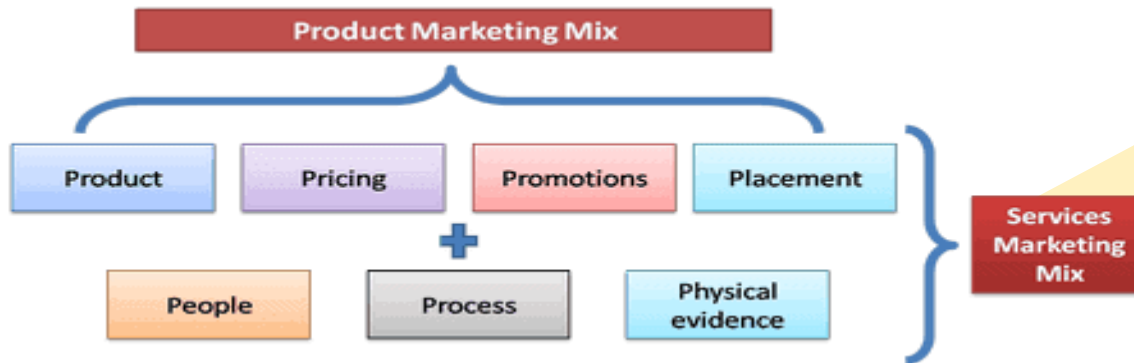 Product Marketing Mix
Product
Pricing
Promotions
Placement
People
Process
Physical
evidence
Services
Marketing
Mix